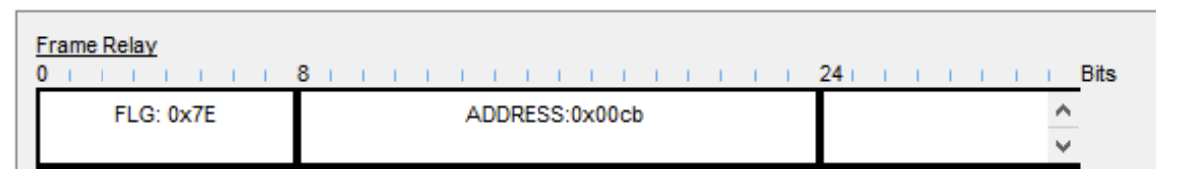 Frame Relay
0 8 24 Bits
FLG: 0x7E ADDRESS:0x00cb